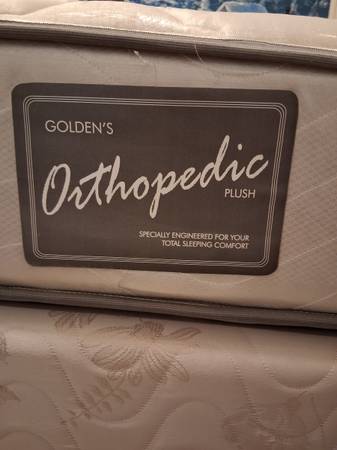 GOLDEN'S
Orthopedic
PLUSH
SPECIALLY ENGINEERED FOR YOUR
TOTAL SLEEPING COMFORT